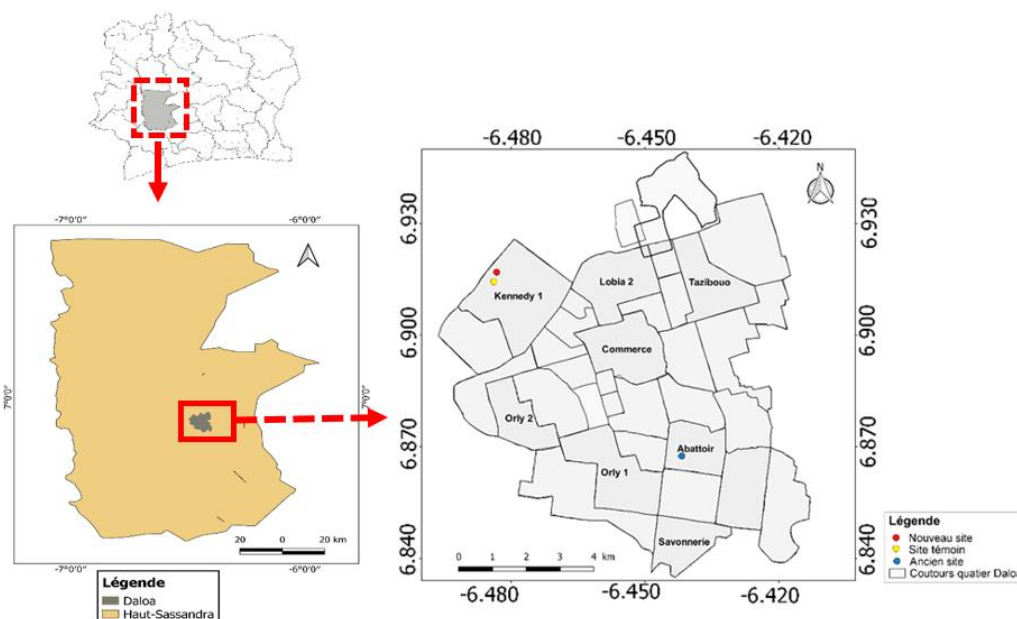 -7°0'0"
-6°0'0"
7°0'0"
7°0'0"
20 0 20 km
-7°0'0"
-6°0'0"
Légende
Daloa
Haut-Sassandra
-6.480
-6.450
-6.420
N
6.930
6.930
Lobia 2
Tazibouo
Kennedy 1
6.900
6.900
Commerce
Orly 2
6.870
6.870
Abattoir
Orly 1
Savonnerie
6.840
6.840
0 1 2 3 4 km
Légende
Nouveau site
Site témoin
Ancien site
Coutours quatier Daloa
-6.480
-6.450
-6.420